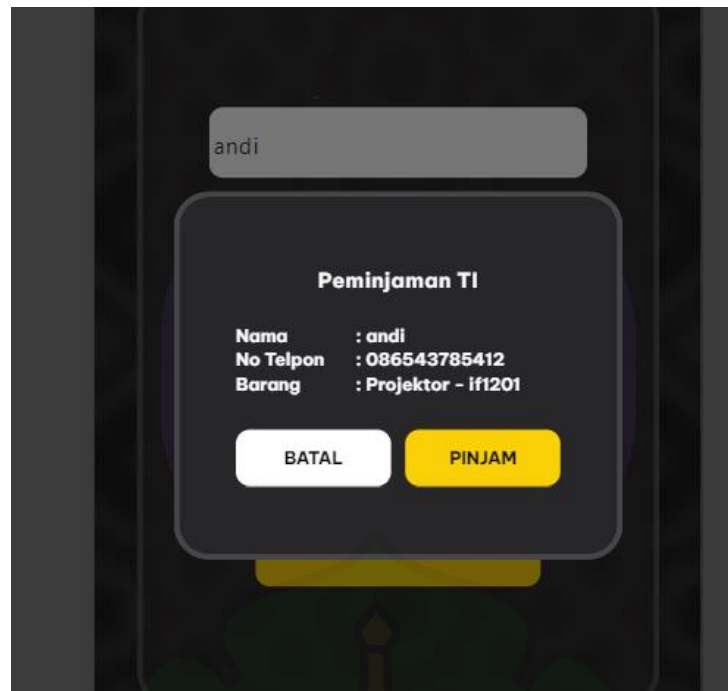 andi
Peminjaman TI
Nama : andi
No Telpon : 086543785412
Barang : Projektor - if1201
BATAL PINJAM